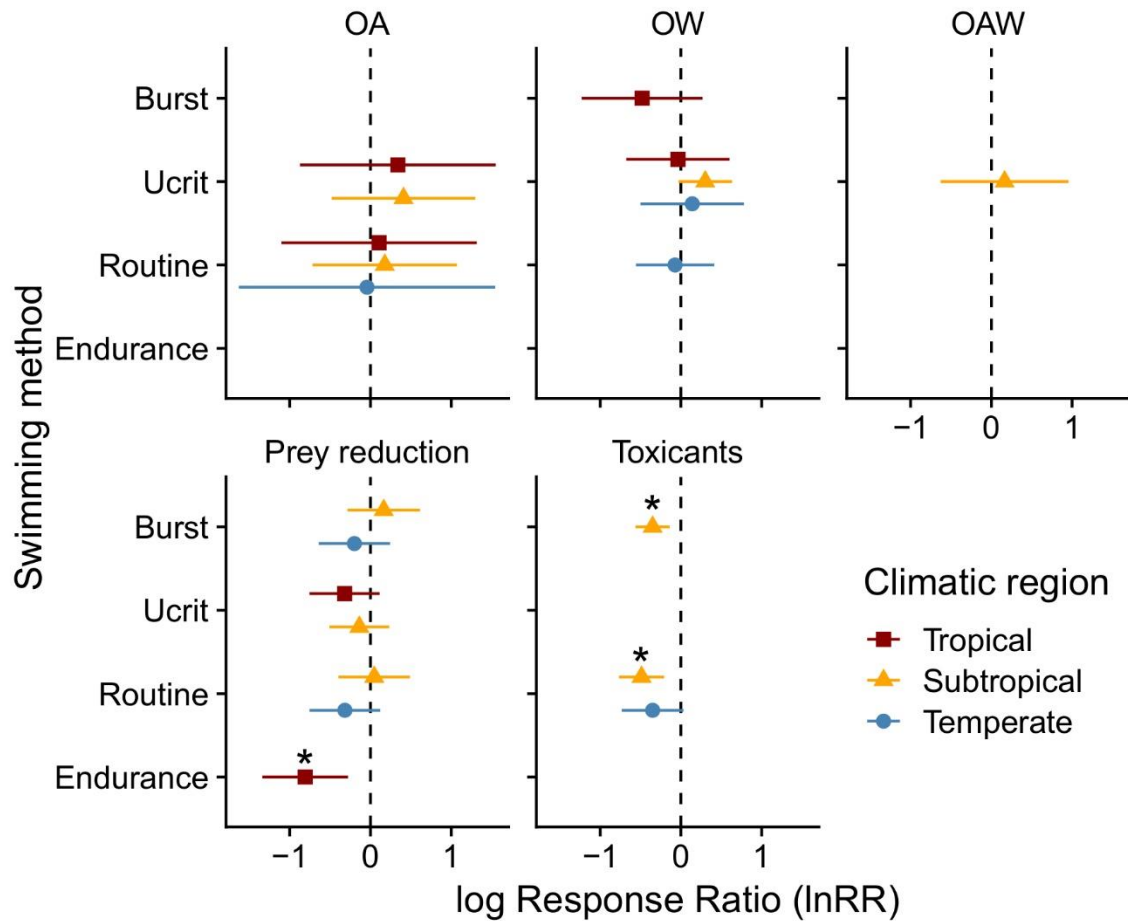 OA
OW
OAW
Burst
Ucrit
Routine
Endurance
−1 0 1
Prey reduction
Toxicants
Burst
Ucrit
Routine
Endurance
*
*
*
−1 0 1
−1 0 1
Swimming method
log Response Ratio (lnRR)
Climatic region
Tropical
Subtropical
Temperate